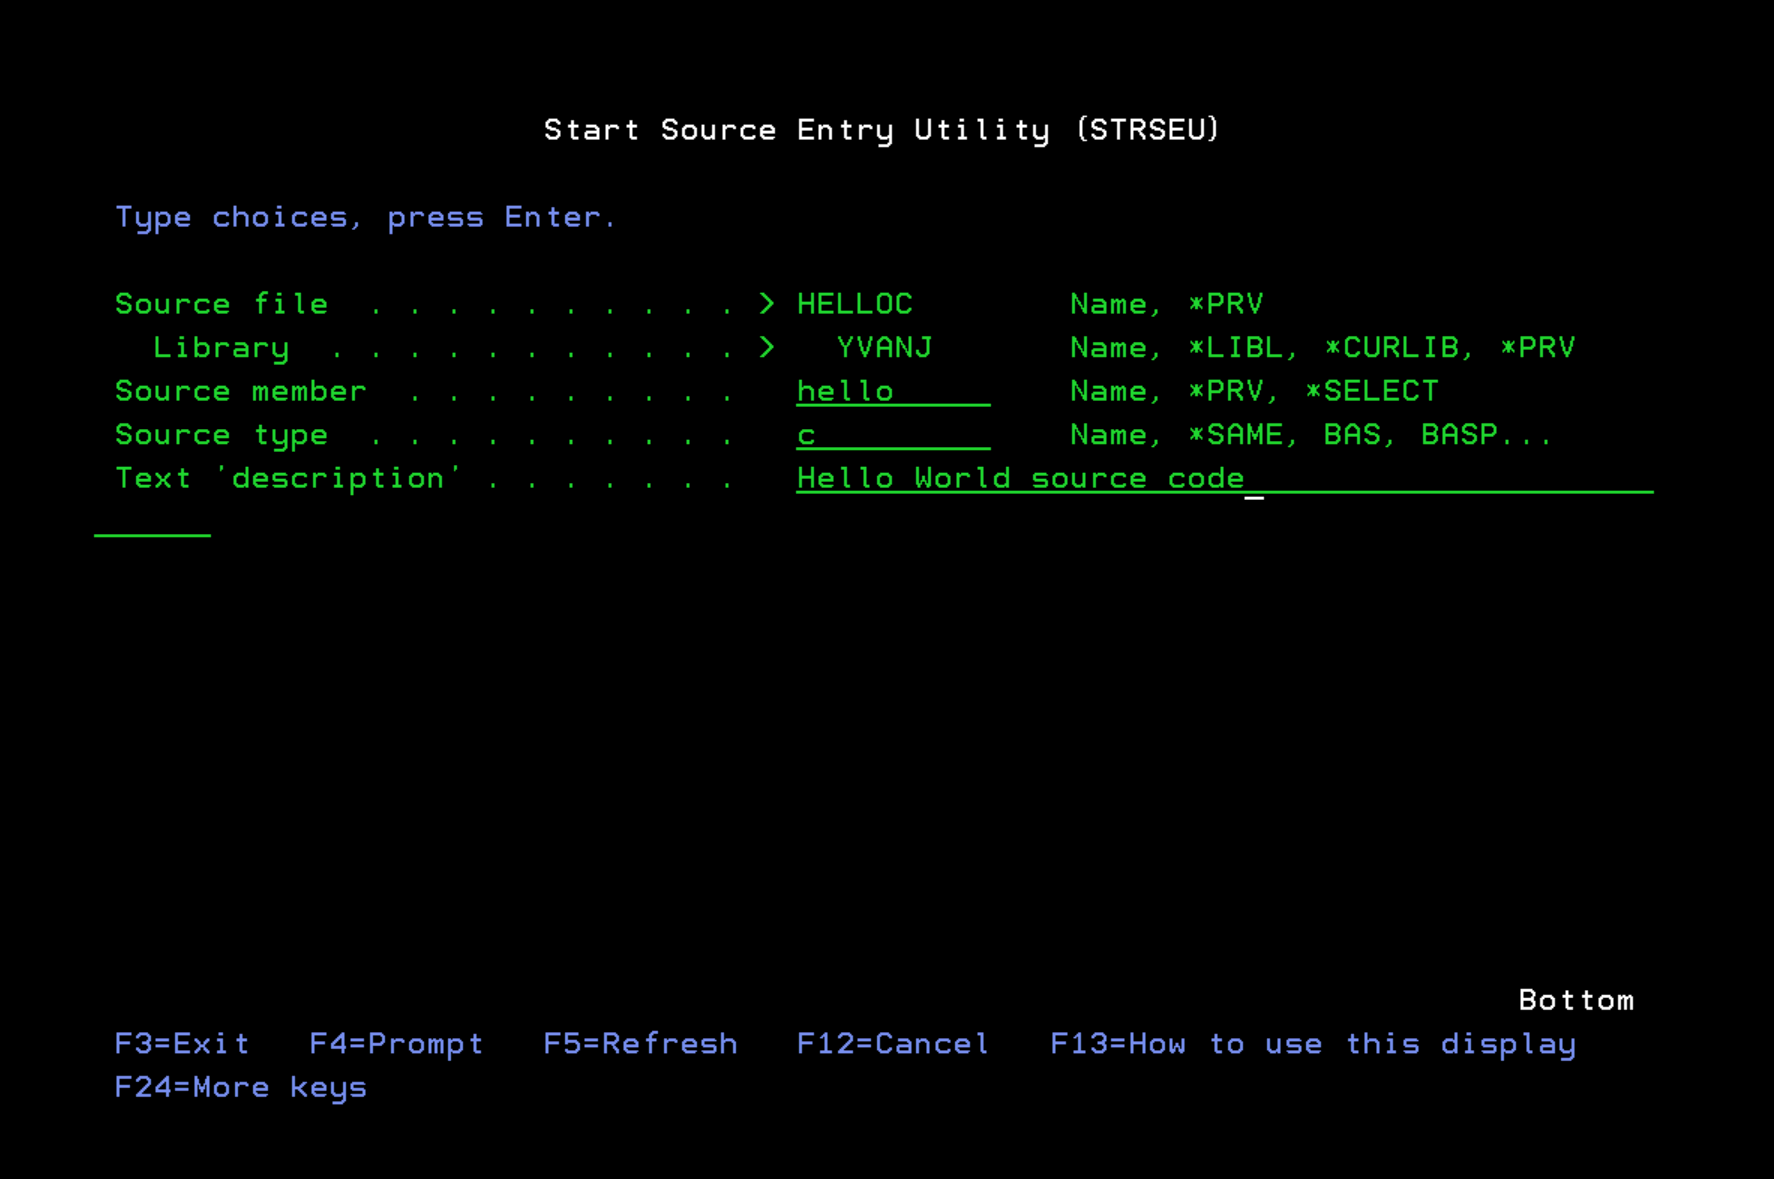 Start Source Entry Utility (STRSEU)
Type choices, press Enter.
Source file . . . . . . . . . . > HELLOC Name, *PRV
Library . . . . . . . . . . . > YVANJ Name, *LIBL, *CURLIB, *PRV
Source member . . . . . . . . . hello Name, *PRV, *SELECT
Source type . . . . . . . . . . c Name, *SAME, BAS, BASP...
Text 'description' . . . . . . . Hello World source code
Bottom
F3=Exit F4=Prompt F5=Refresh F12=Cancel F13=How to use this display
F24=More keys